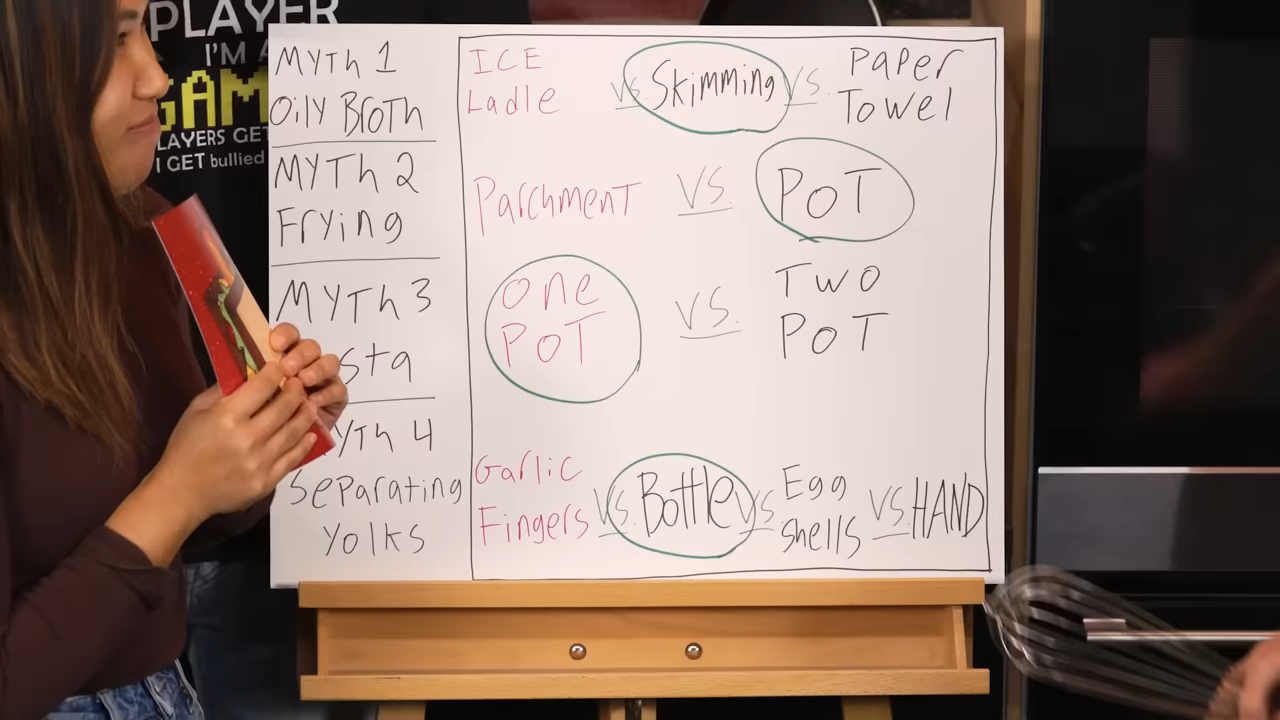 PLAYER
I'M A
GAM
LAYERS GET
I GET bullied
MYTh 1
OilY BROTh
ICE
Ladle
VS.
Skimming
VS.
PaPer
Towel
MYTh 2
Frying
ParchmenT
VS.
PoT
MYTh 3
sta
one
PoT
VS.
Two
PoT
yTh 4
SeParating
Yolks
Garlic
Fingers
VS.
Bottle
VS
Egg
Shells
VS.
HAND